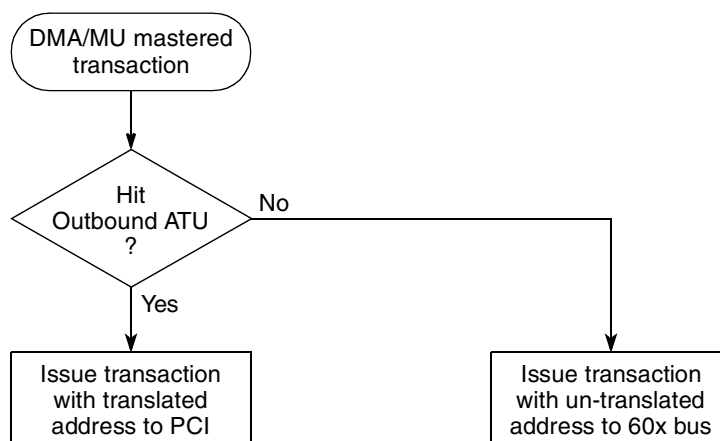 DMA/MU mastered
transaction
Hit
Outbound ATU
?
No
Yes
Issue transaction
with translated
address to PCI
Issue transaction
with un-translated
address to 60x bus